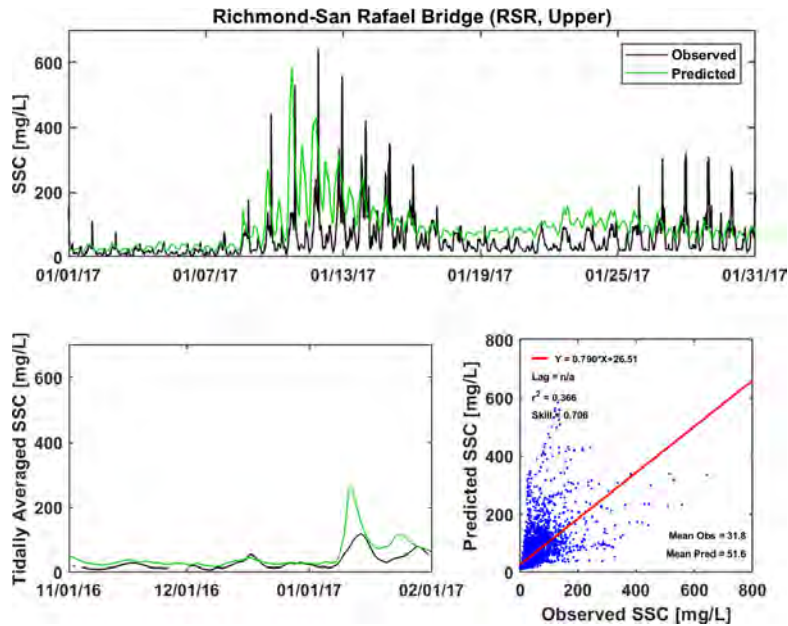 Richmond-San Rafael Bridge (RSR, Upper)
SSC [mg/L]
600
400
200
0
Observed
Predicted
01/01/17
01/07/17
01/13/17
01/19/17
01/25/17
01/31/17
Tidally Averaged SSC [mg/L]
600
400
200
0
11/01/16
12/01/16
01/01/17
02/01/17
Predicted SSC [mg/L]
800
600
400
200
0
Y = 0.790*X+26.51
Lag = n/a
r² = 0.366
Skill = 0.706
Mean Obs = 31.8
Mean Pred = 51.6
0
200
400
600
800
Observed SSC [mg/L]